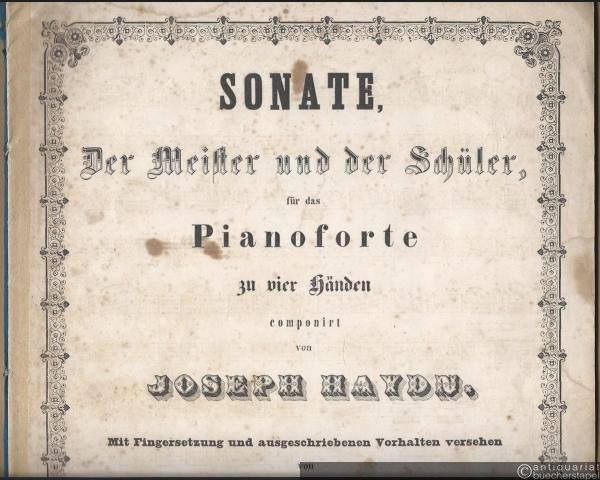 SONATE,
Der Meister und der Schüler,
für das
Pianoforte
zu vier Händen
componirt
von
JOSEPH HAYDN.
Mit Fingersetzung und ausgeschriebenen Vorhalten versehen
von
©antiquariat
buecherstapel